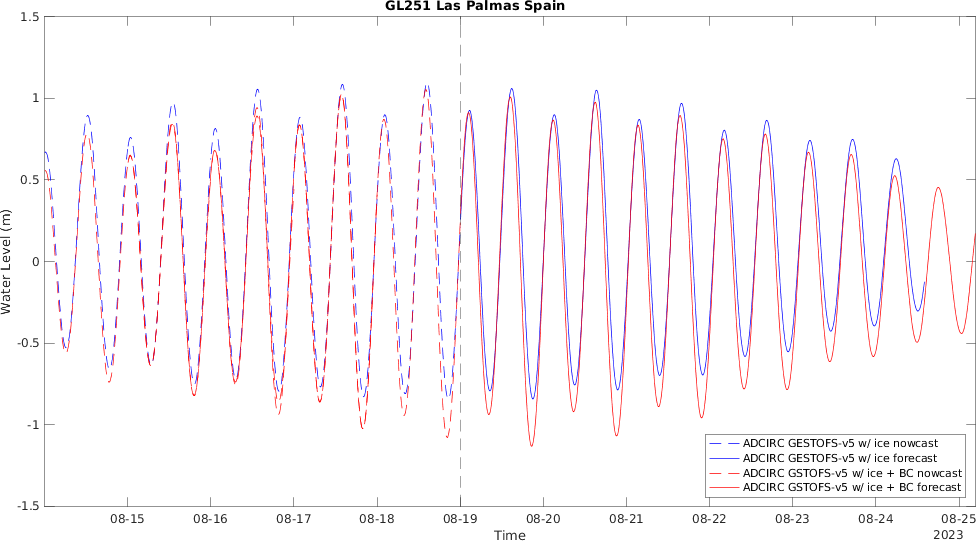 GL251 Las Palmas Spain
1.5
1
0.5
0
-0.5
-1
-1.5
Water Level (m)
ADCIRC GESTOFS-v5 w/ ice nowcast
ADCIRC GESTOFS-v5 w/ ice forecast
ADCIRC GSTOFS-v5 w/ ice + BC nowcast
ADCIRC GSTOFS-v5 w/ ice + BC forecast
08-15 08-16 08-17 08-18 08-19 08-20 08-21 08-22 08-23 08-24 08-25
Time
2023